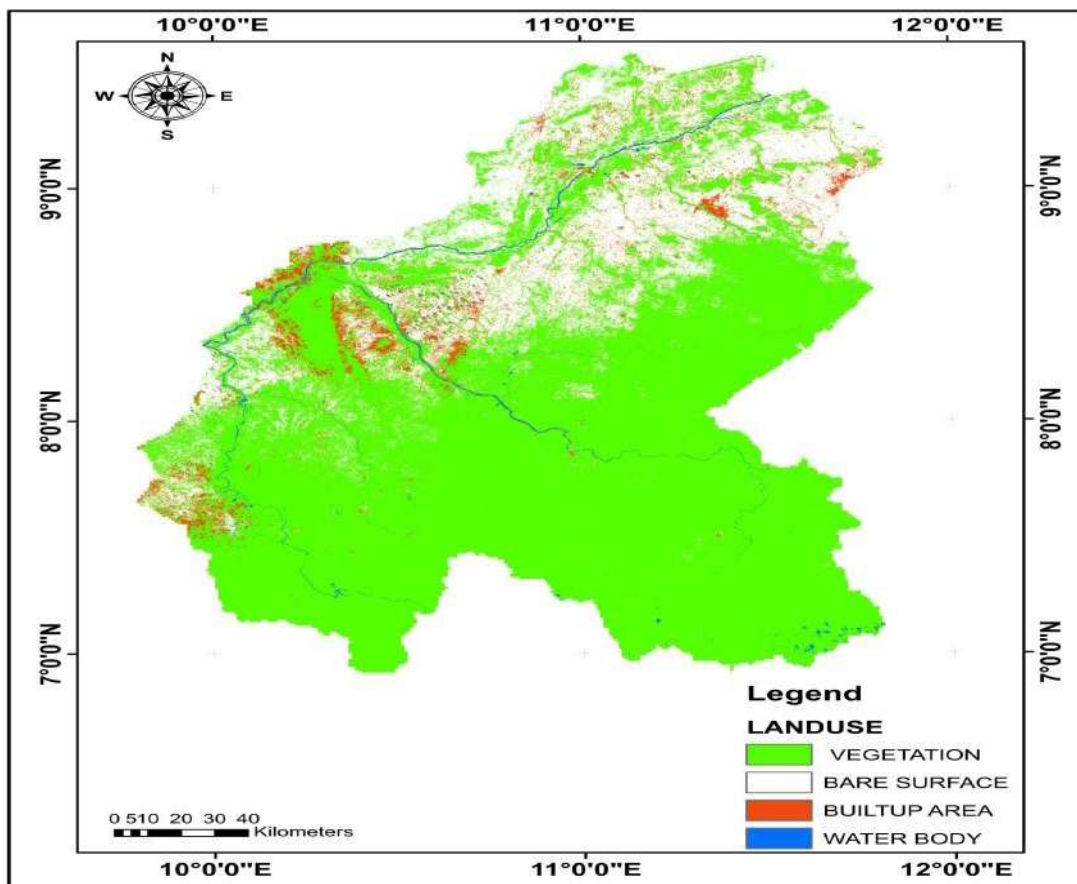 10°0'0"E 11°0'0"E 12°0'0"E
N
W E
S
9°0'0"N 9°0'0"N
8°0'0"N 8°0'0"N
7°0'0"N 7°0'0"N
Legend
LANDUSE
VEGETATION
BARE SURFACE
BUILTUP AREA
WATER BODY
0 510 20 30 40
Kilometers
10°0'0"E 11°0'0"E 12°0'0"E